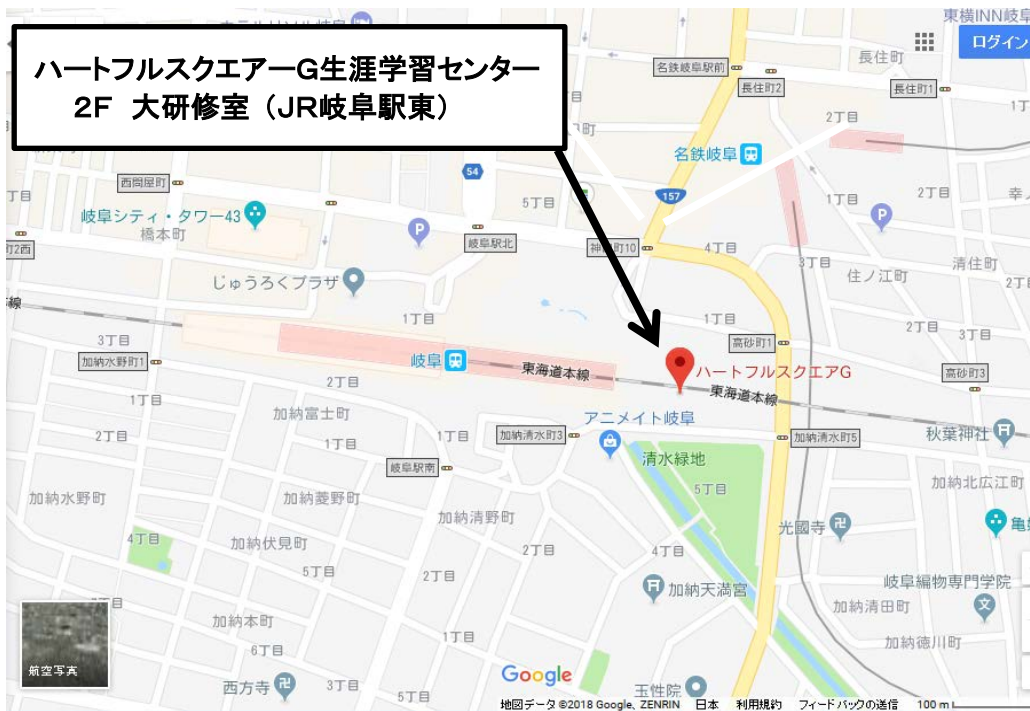 ハートフルスクエアーG生涯学習センター
2F 大研修室 (JR岐阜駅東)
東横INN岐阜
ログイン
長住町
名鉄岐阜駅前
長住町2
長住町1
2丁目
名鉄岐阜
西問屋町
54
157
5丁目
1丁目
2丁目
岐阜シティ・タワー43
橋本町
P
岐阜駅北
P
4丁目
3丁目
住ノ江町
清住町
じゅうろくプラザ
1丁目
1丁目
2丁目
3丁目
高砂町1
3丁目
加納水野町1
岐阜
東海道本線
ハートフルスクエアG
東海道本線
高砂町3
2丁目
1丁目
加納富士町
アニメイト岐阜
2丁目
1丁目
1丁目
加納清水町3
加納清水町5
秋葉神社
岐阜駅南
清水緑地
5丁目
加納北広江町
加納水野町
加納菱野町
加納清野町
光國寺
4丁目
加納伏見町
2丁目
4丁目
5丁目
2丁目
加納天満宮
岐阜編物専門学院
文
加納清田町
加納本町
1丁目
加納徳川町
6丁目
航空写真
西方寺
3丁目
5丁目
Google
玉性院
地図データ ©2018 Google, ZENRIN 日本 利用規約 フィードバックの送信 100 m